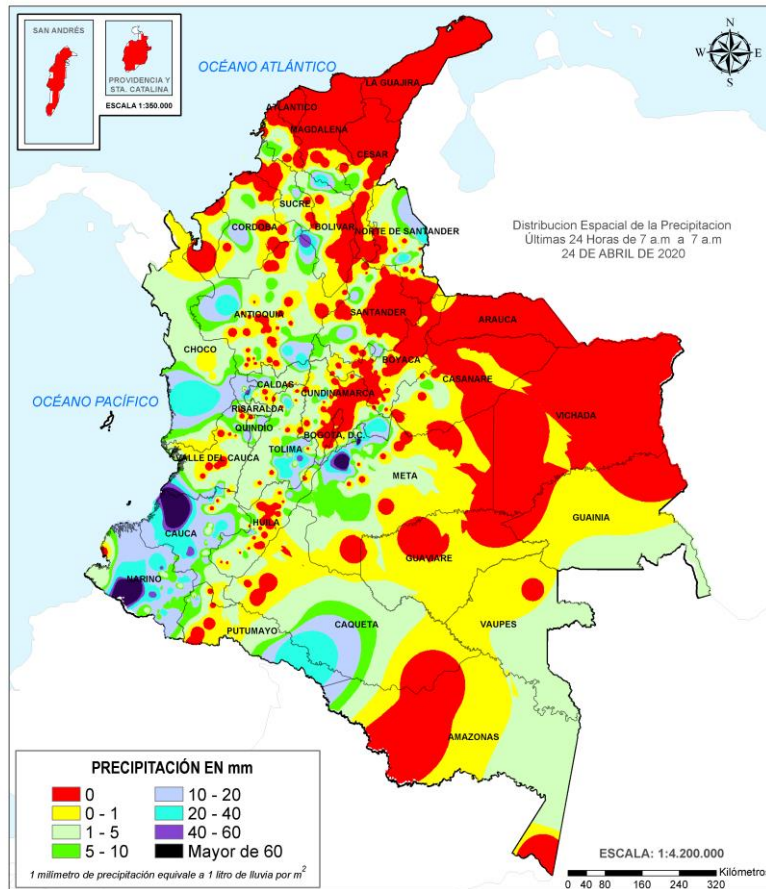 SAN ANDRÉS
PROVIDENCIA Y
STA. CATALINA
ESCALA 1:350.000
OCÉANO ATLÁNTICO
N
W
E
S
LA GUAJIRA
ATLANTICO
MAGDALENA
CESAR
SUCRE
CORDOBA
BOLIVAR
NORTE DE SANTANDER
Distribucion Espacial de la Precipitacion
Últimas 24 Horas de 7 a.m a 7 a.m
24 DE ABRIL DE 2020
ANTIOQUIA
SANTANDER
ARAUCA
CHOCO
BOYACA
CASANARE
CALDAS
CUNDINAMARCA
OCÉANO PACÍFICO
RISARALDA
VICHADA
QUINDIO
BOGOTA, D.C.
TOLIMA
VALLE DEL CAUCA
META
GUAINIA
HUILA
CAUCA
GUAVIARE
NARIÑO
CAQUETA
VAUPES
PUTUMAYO
AMAZONAS
PRECIPITACIÓN EN mm
0
10 - 20
0 - 1
20 - 40
1 - 5
40 - 60
5 - 10
Mayor de 60
1 milímetro de precipitación equivale a 1 litro de lluvia por m²
ESCALA: 1:4.200.000
0 40 80 160 240 320 Kilómetros